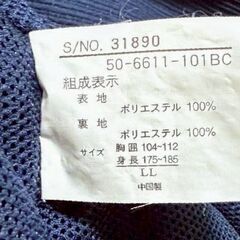 S/NO. 31890
50-6611-101BC
組成表示
表地
ポリエステル 100%
裏地
ポリエステル 100%
サイズ 胸囲 104~112
身長 175~185
LL
中国製